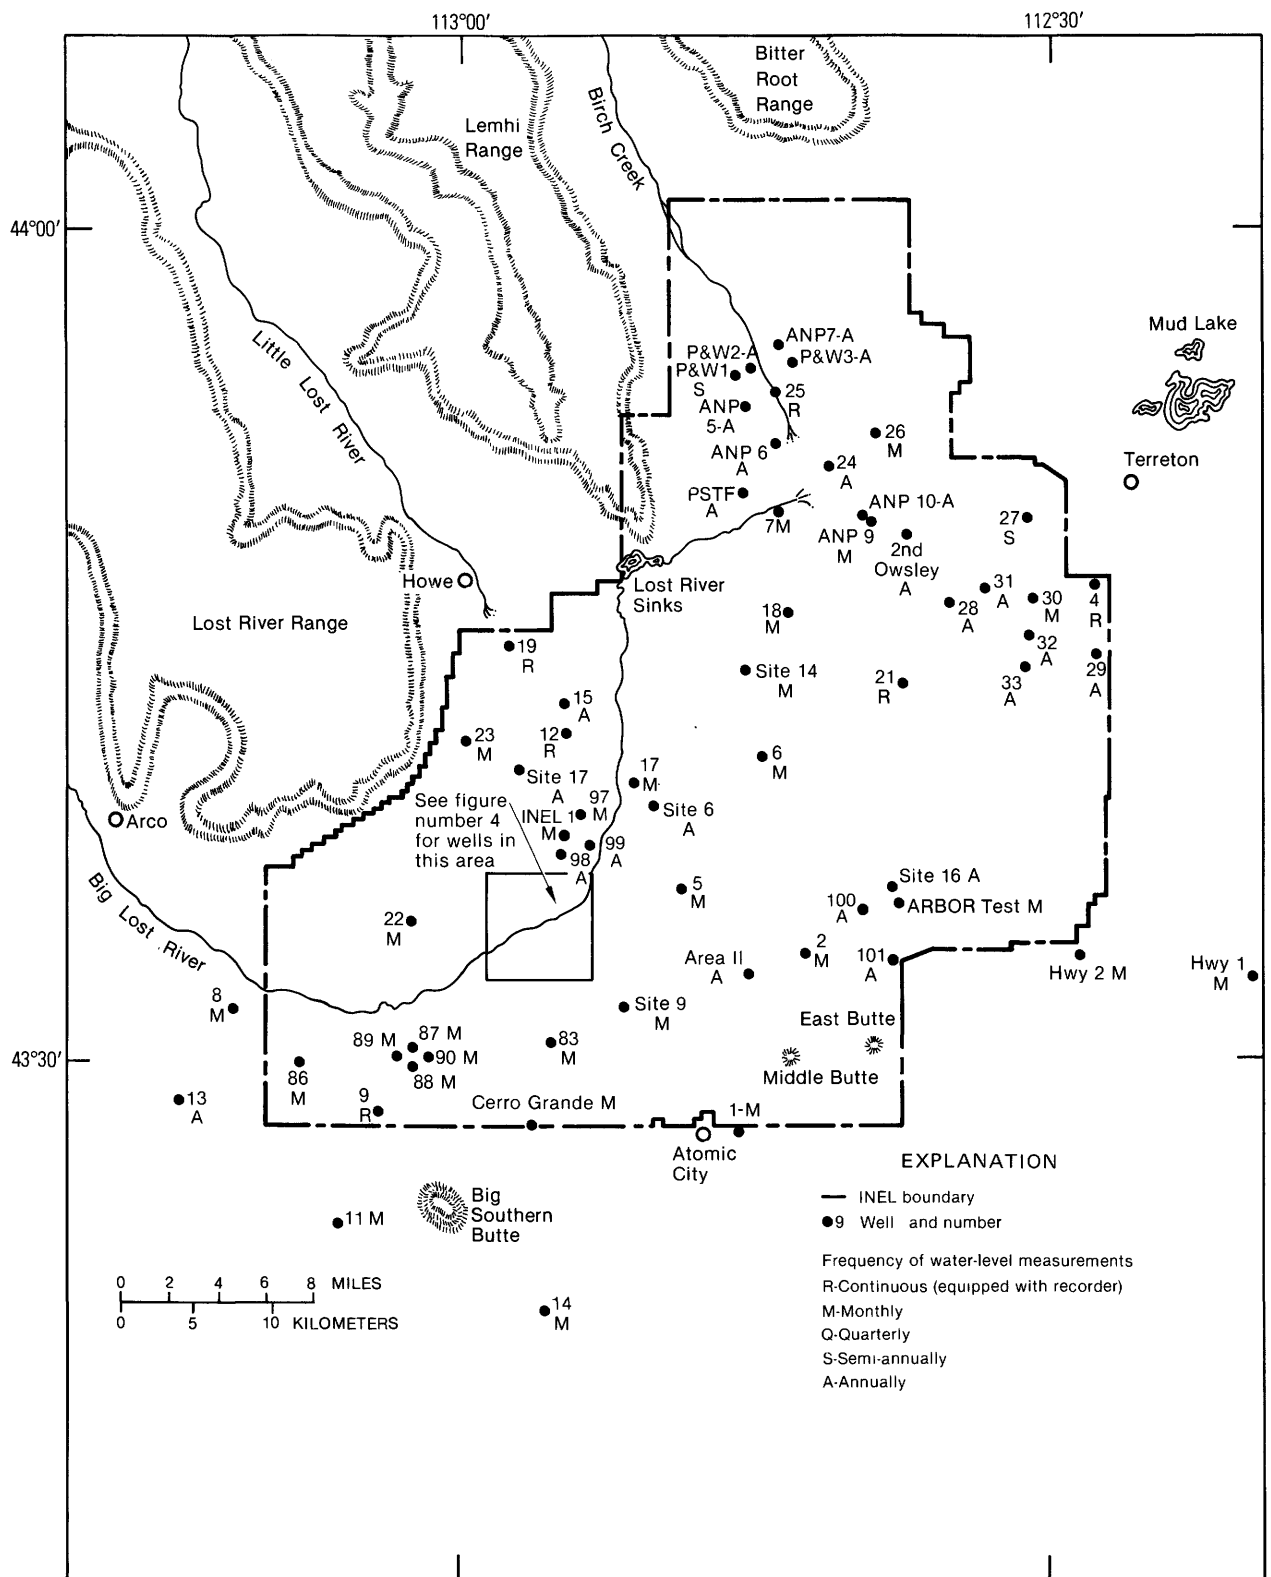 113°00′
112°30′
Bitter
Root
Range
Birch Creek
Lemhi
Range
44°00′
Mud Lake
ANP7-A
P&W2-A
P&W3-A
P&W1
S
25
R
ANP
5-A
Little Lost River
26
M
ANP 6
A
24
A
Terreton
PSTF
A
7M
ANP 10-A
ANP 9
M
27
S
2nd
Owsley
A
Howe
Lost River
Sinks
31
A
30
M
4
R
28
A
18
M
Lost River Range
32
A
19
R
Site 14
M
21
R
33
A
29
A
15
A
12
R
23
M
6
M
17
M
Site 17
A
97
M
Site 6
A
See figure
number 4
for wells in
this area
INEL 1
M
Arco
99
A
98
A
Site 16 A
5
M
100
A
ARBOR Test M
Big Lost River
22
M
2
M
101
A
Area II
A
Hwy 2 M
Hwy 1
M
8
M
Site 9
M
East Butte
89 M
87 M
83
M
43°30′
90 M
86
M
88 M
Middle Butte
13
A
9
R
Cerro Grande M
1-M
Atomic
City
EXPLANATION
INEL boundary
9 Well and number
Big
Southern
Butte
11 M
Frequency of water-level measurements
R-Continuous (equipped with recorder)
M-Monthly
Q-Quarterly
S-Semi-annually
A-Annually
0 2 4 6 8 MILES
0 5 10 KILOMETERS
14
M